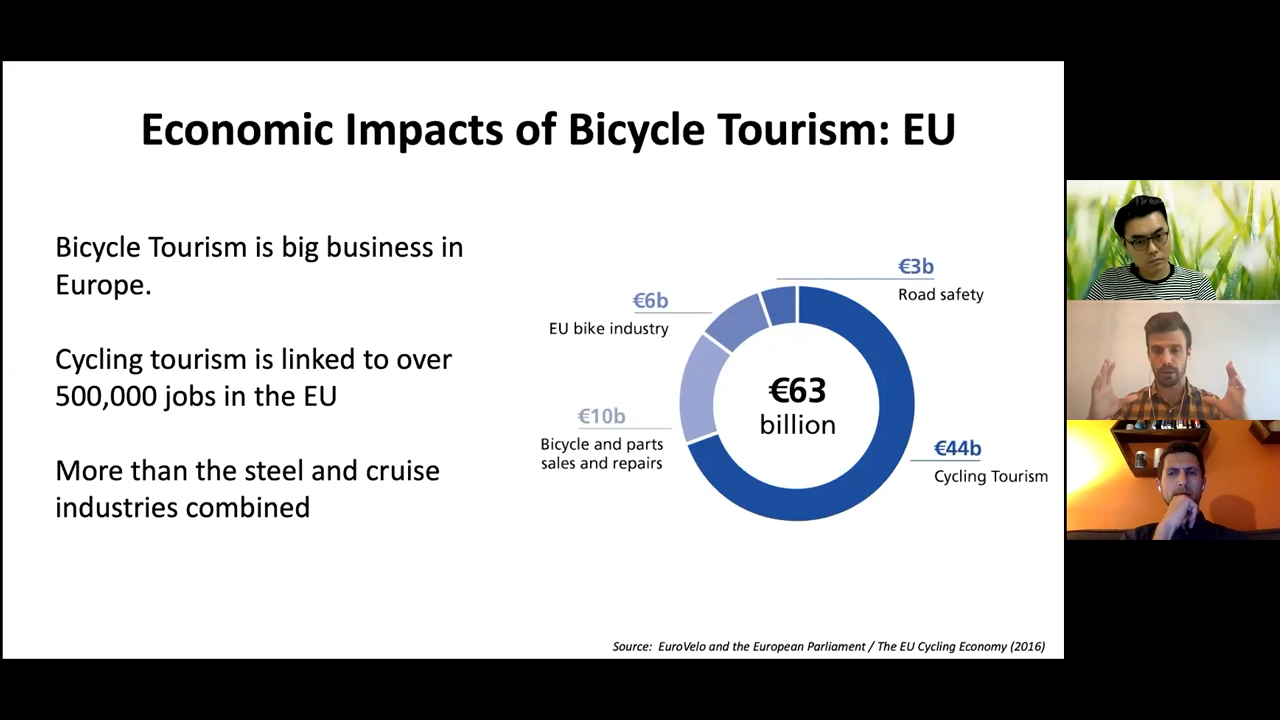 Economic Impacts of Bicycle Tourism: EU
Bicycle Tourism is big business in
Europe.
Cycling tourism is linked to over
500,000 jobs in the EU
More than the steel and cruise
industries combined
€3b
Road safety
€6b
EU bike industry
€63
billion
€10b
Bicycle and parts
sales and repairs
€44b
Cycling Tourism
Source: EuroVelo and the European Parliament / The EU Cycling Economy (2016)